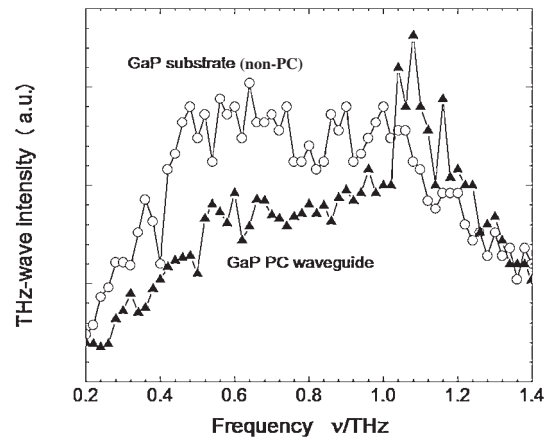 GaP substrate (non-PC)
THz-wave intensity (a.u.)
GaP PC waveguide
0.2 0.4 0.6 0.8 1.0 1.2 1.4
Frequency ν/THz